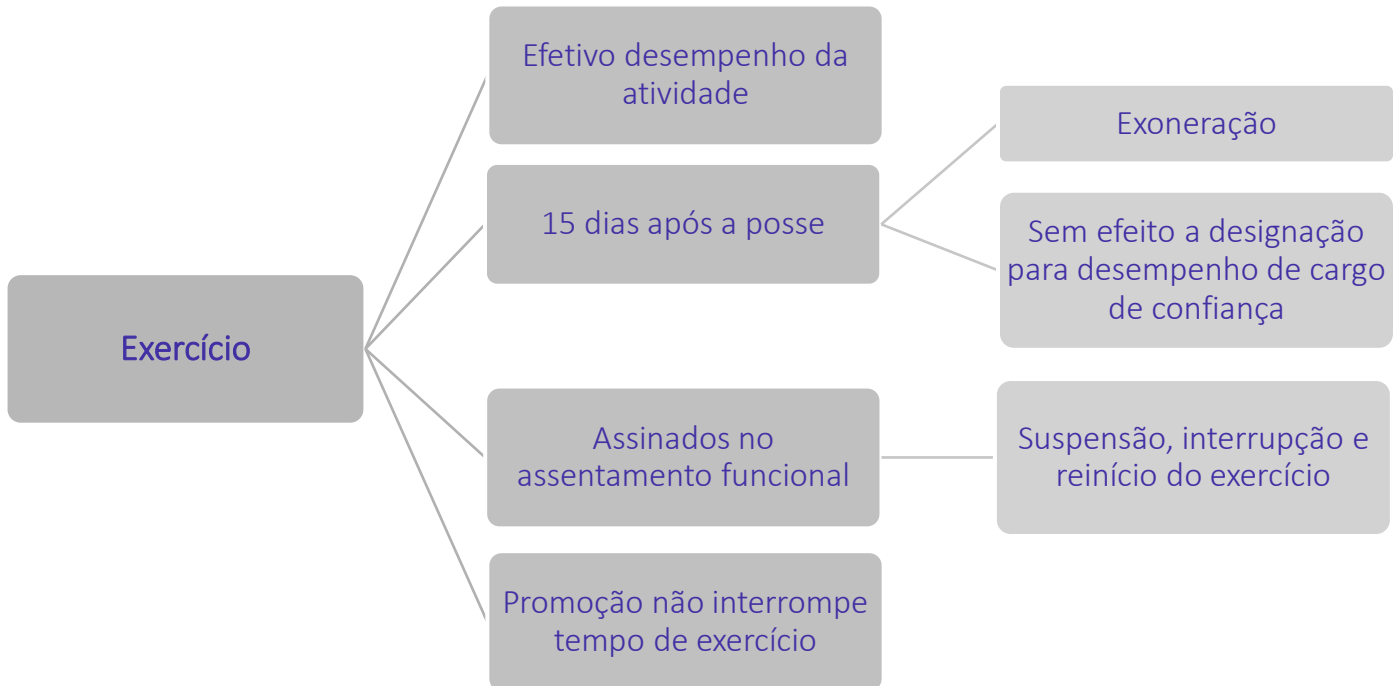 Exercício
Efetivo desempenho da
atividade
15 dias após a posse
Exoneração
Sem efeito a designação
para desempenho de cargo
de confiança
Assinados no
assentamento funcional
Suspensão, interrupção e
reinício do exercício
Promoção não interrompe
tempo de exercício